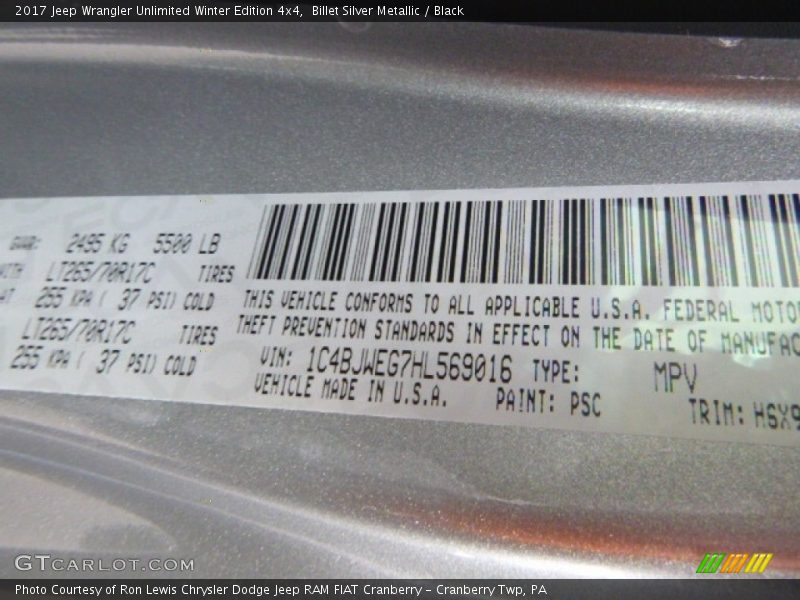 2017 Jeep Wrangler Unlimited Winter Edition 4x4, Billet Silver Metallic / Black
2495 KG 5500 LB
LT265/70R17C TIRES
255 KPA ( 37 PSI) COLD
LT265/70R17C TIRES
255 KPA ( 37 PSI) COLD
THIS VEHICLE CONFORMS TO ALL APPLICABLE U.S.A. FEDERAL MOTO
THEFT PREVENTION STANDARDS IN EFFECT ON THE DATE OF MANUFAC
VIN: 1C4BJWEG7HL569016 TYPE: MPV
VEHICLE MADE IN U.S.A. PAINT: PSC TRIM: H6X9
GTCARLOT.COM
Photo Courtesy of Ron Lewis Chrysler Dodge Jeep RAM FIAT Cranberry – Cranberry Twp, PA